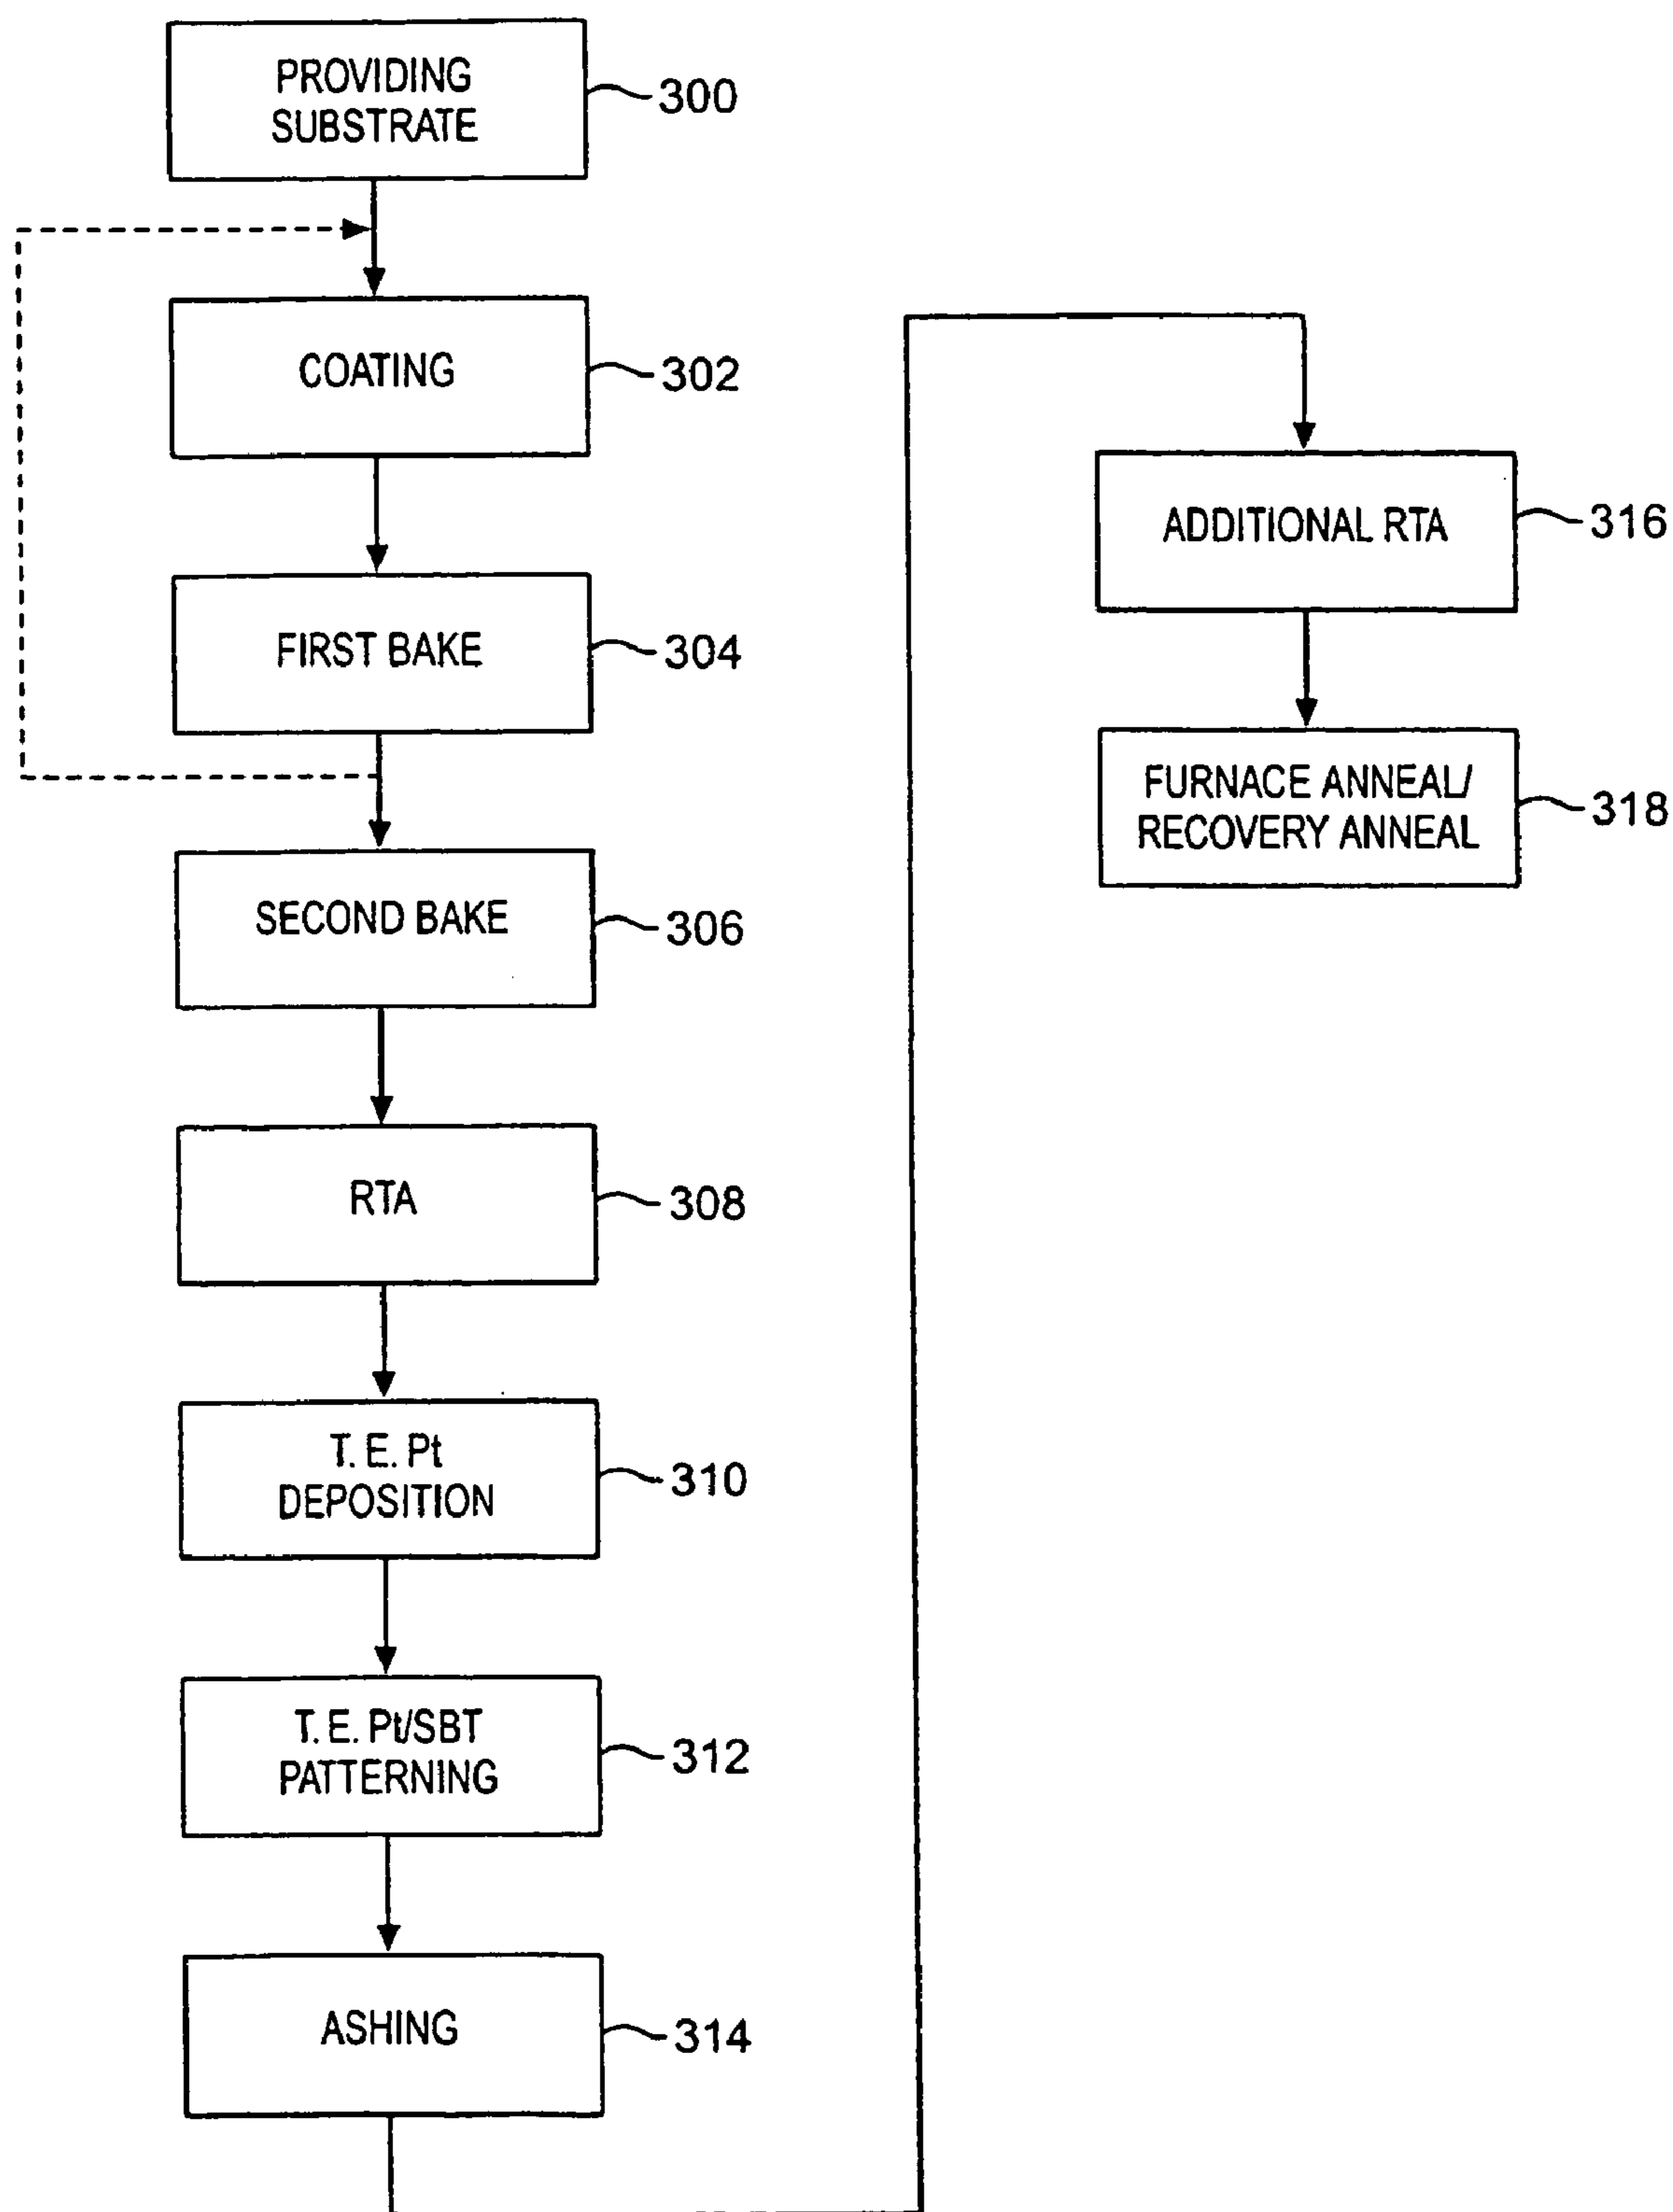 PROVIDING
SUBSTRATE
300
COATING
302
FIRST BAKE
304
SECOND BAKE
306
RTA
308
T. E. Pt
DEPOSITION
310
T. E. Pt/SBT
PATTERNING
312
ASHING
314
ADDITIONAL RTA
316
FURNACE ANNEAL/
RECOVERY ANNEAL
318